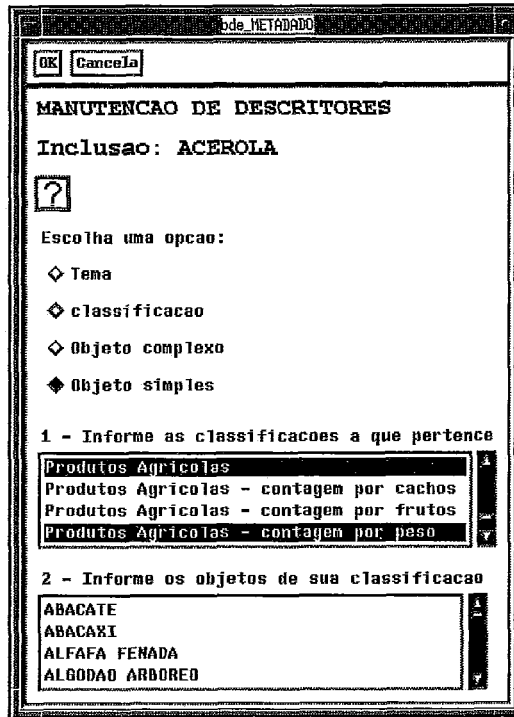 bde_METADADO
OK Cancela
MANUTENCAO DE DESCRITORES
Inclusao: ACEROLA
?
Escolha uma opcao:
Tema
classificacao
Objeto complexo
Objeto simples
1 - Informe as classificacoes a que pertence
Produtos Agricolas
Produtos Agricolas - contagem por cachos
Produtos Agricolas - contagem por frutos
Produtos Agricolas - contagem por peso
2 - Informe os objetos de sua classificacao
ABACATE
ABACAXI
ALFAFA FENADA
ALGODAO ARBOREO